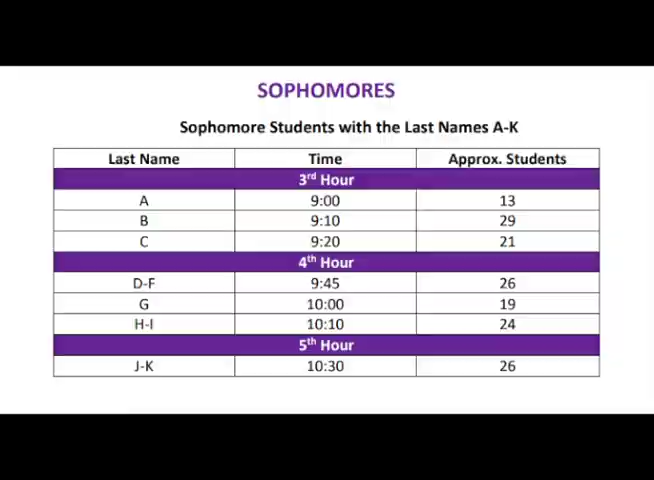 SOPHOMORES
Sophomore Students with the Last Names A-K
Last Name Time Approx. Students
3rd Hour
A 9:00 13
B 9:10 29
C 9:20 21
4th Hour
D-F 9:45 26
G 10:00 19
H-I 10:10 24
5th Hour
J-K 10:30 26